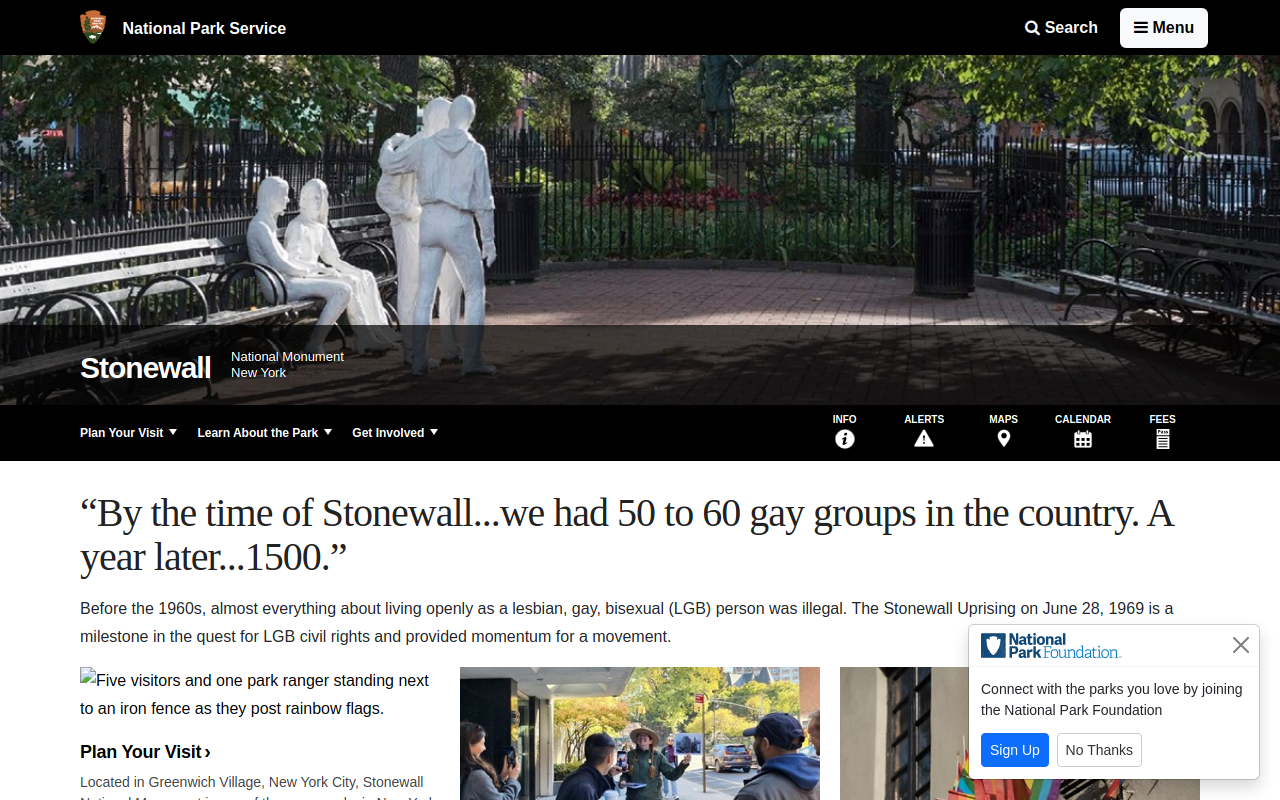 National Park Service
Search
Menu
Stonewall
National Monument
New York
Plan Your Visit
Learn About the Park
Get Involved
INFO
ALERTS
MAPS
CALENDAR
FEES
“By the time of Stonewall...we had 50 to 60 gay groups in the country. A
year later...1500.”
Before the 1960s, almost everything about living openly as a lesbian, gay, bisexual (LGB) person was illegal. The Stonewall Uprising on June 28, 1969 is a
milestone in the quest for LGB civil rights and provided momentum for a movement.
Five visitors and one park ranger standing next
to an iron fence as they post rainbow flags.
Plan Your Visit ›
Located in Greenwich Village, New York City, Stonewall
National Park Foundation
Connect with the parks you love by joining
the National Park Foundation
Sign Up
No Thanks